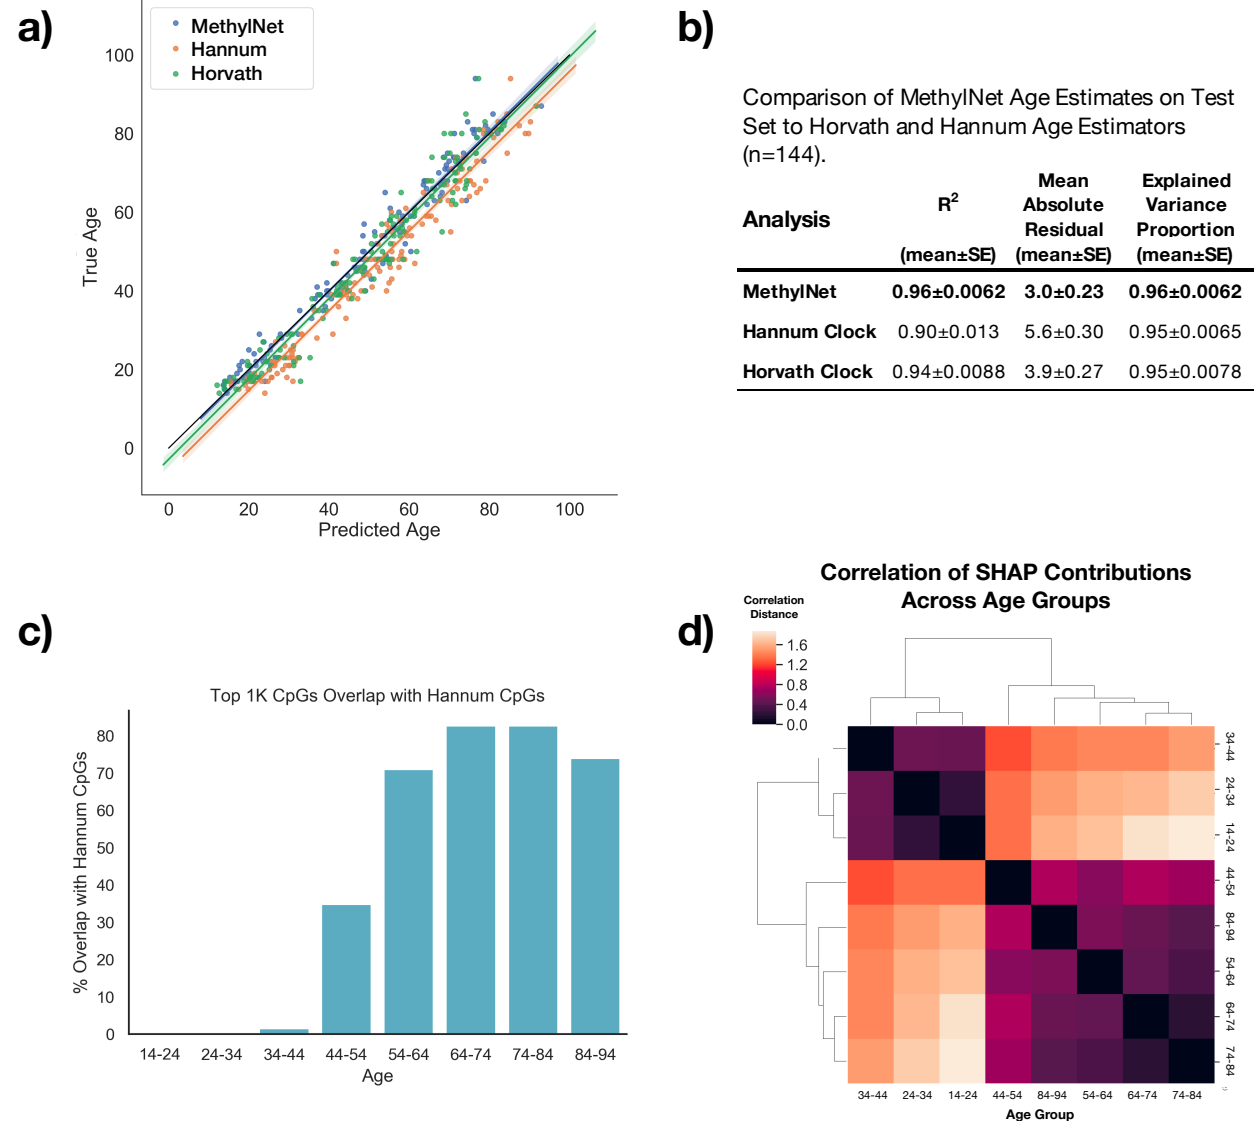 a)
MethylNet
Hannum
Horvath
True Age
100
80
60
40
20
0
0 20 40 60 80 100
Predicted Age
b)
Comparison of MethylNet Age Estimates on Test
Set to Horvath and Hannum Age Estimators
(n=144).
Analysis
R²
(mean±SE)
Mean
Absolute
Residual
(mean±SE)
Explained
Variance
Proportion
(mean±SE)
MethylNet 0.96±0.0062 3.0±0.23 0.96±0.0062
Hannum Clock 0.90±0.013 5.6±0.30 0.95±0.0065
Horvath Clock 0.94±0.0088 3.9±0.27 0.95±0.0078
c)
Top 1K CpGs Overlap with Hannum CpGs
% Overlap with Hannum CpGs
80
70
60
50
40
30
20
10
0
14-24 24-34 34-44 44-54 54-64 64-74 74-84 84-94
Age
d)
Correlation of SHAP Contributions
Across Age Groups
Correlation
Distance
1.6
1.2
0.8
0.4
0.0
34-44
24-34
14-24
44-54
84-94
54-64
64-74
74-84
34-44 24-34 14-24 44-54 84-94 54-64 64-74 74-84
Age Group